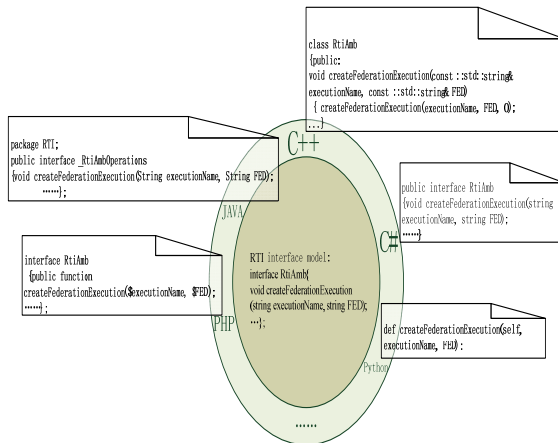 class RtiAmb
{public:
void createFederationExecution(const ::std::string&
executionName, const ::std::string& FED)
{ createFederationExecution(executionName, FED, 0);
...}
C++
package RTI;
public interface _RtiAmbOperations
{void createFederationExecution(String executionName, String FED);
……};
JAVA
public interface RtiAmb
{void createFederationExecution(string
executionName, string FED);
……}
C#
interface RtiAmb
{public function
createFederationExecution($executionName, $FED);
……};
PHP
RTI interface model:
interface RtiAmb{
void createFederationExecution
(string executionName, string FED);
…};
def createFederationExecution(self,
executionName, FED):
Python
……